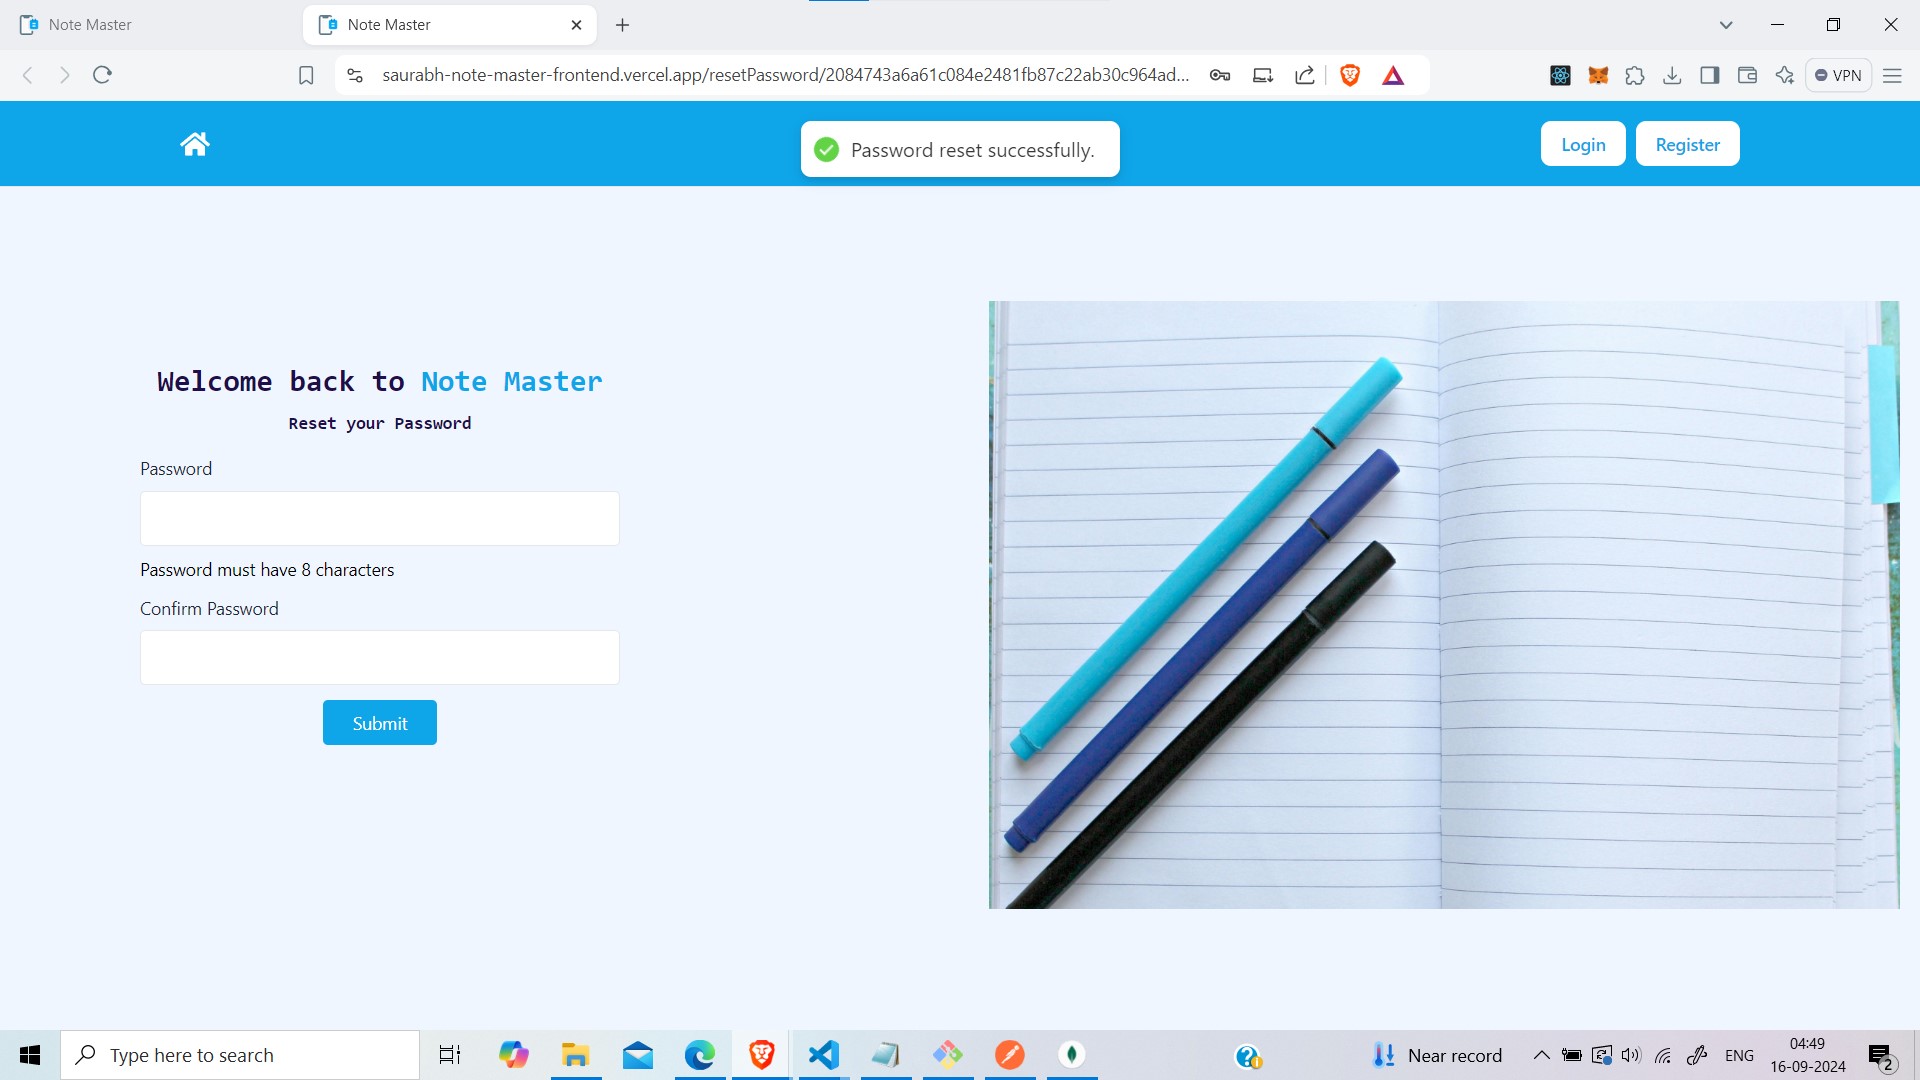 Note Master
Note Master
saurabh-note-master-frontend.vercel.app/resetPassword/2084743a6a61c084e2481fb87c22ab30c964ad...
VPN
Password reset successfully.
Login
Register
Welcome back to Note Master
Reset your Password
Password
Password must have 8 characters
Confirm Password
Submit
Type here to search
Near record
ENG
04:49
16-09-2024
2